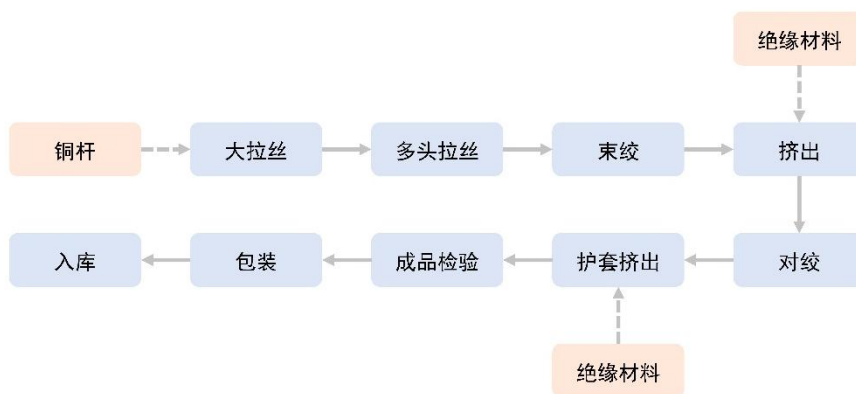 绝缘材料
铜杆
大拉丝
多头拉丝
束绞
挤出
入库
包装
成品检验
护套挤出
对绞
绝缘材料